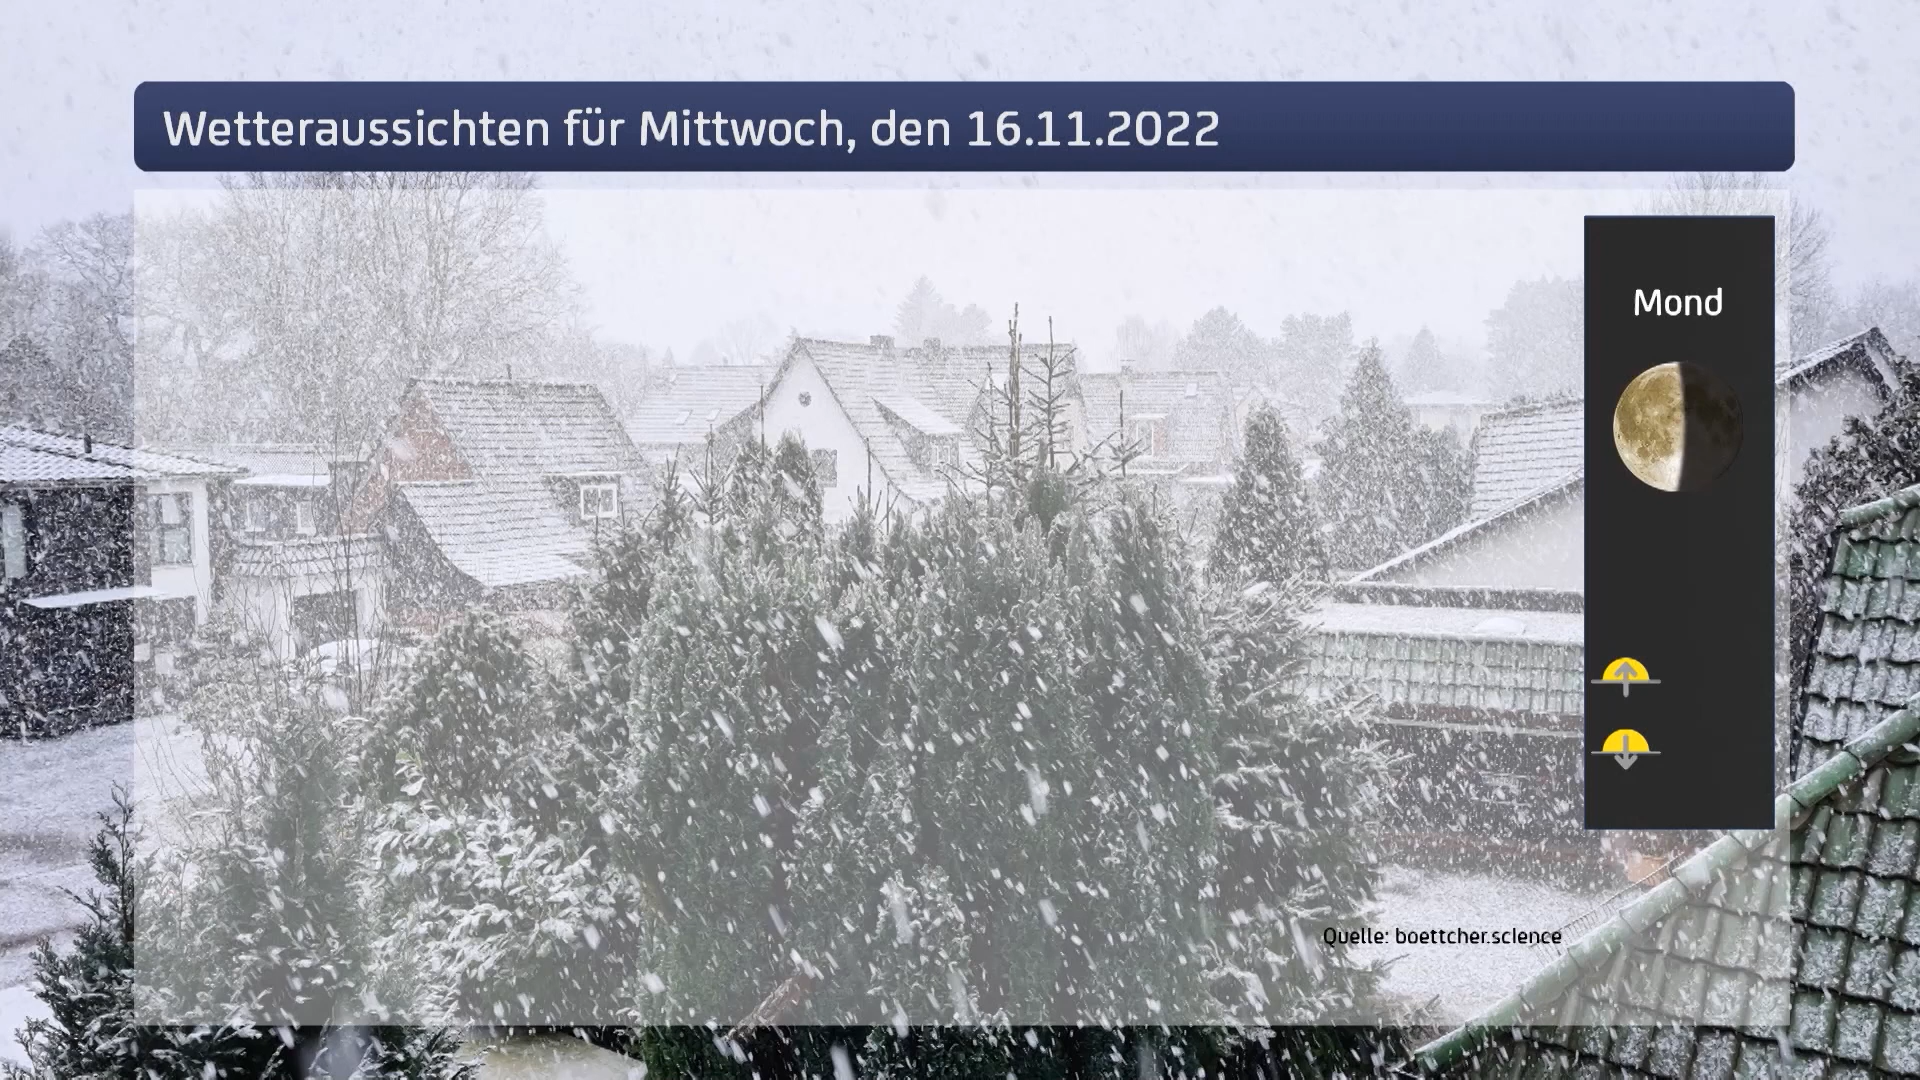 Wetteraussichten für Mittwoch, den 16.11.2022
Mond
Quelle: boettcher.science